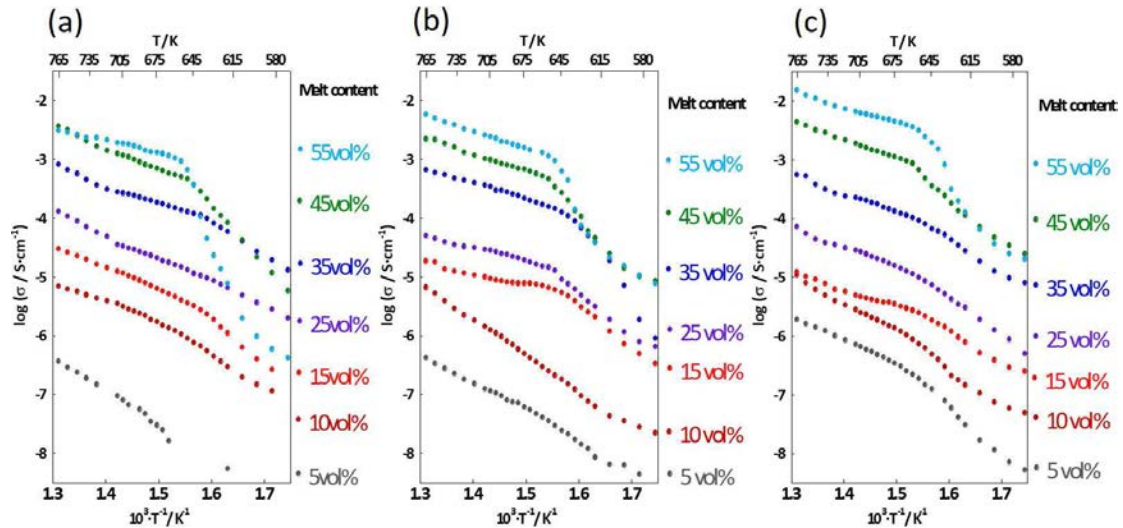 (a)
T/K
765 735 705 675 645 615 580
-2
-3
-4
-5
-6
-7
-8
log (σ / S·cm⁻¹)
1.3 1.4 1.5 1.6 1.7
10³·T⁻¹/K¹
Melt content
55vol%
45vol%
35vol%
25vol%
15vol%
10vol%
5vol%
(b)
T/K
765 735 705 675 645 615 580
-2
-3
-4
-5
-6
-7
-8
log (σ / S·cm⁻¹)
1.3 1.4 1.5 1.6 1.7
10³·T⁻¹/K¹
Melt content
55 vol%
45 vol%
35 vol%
25 vol%
15 vol%
10 vol%
5 vol%
(c)
T/K
765 735 705 675 645 615 580
-2
-3
-4
-5
-6
-7
-8
log (σ / S·cm⁻¹)
1.3 1.4 1.5 1.6 1.7
10³·T⁻¹/K¹
Melt content
55 vol%
45 vol%
35 vol%
25 vol%
15 vol%
10 vol%
5 vol%